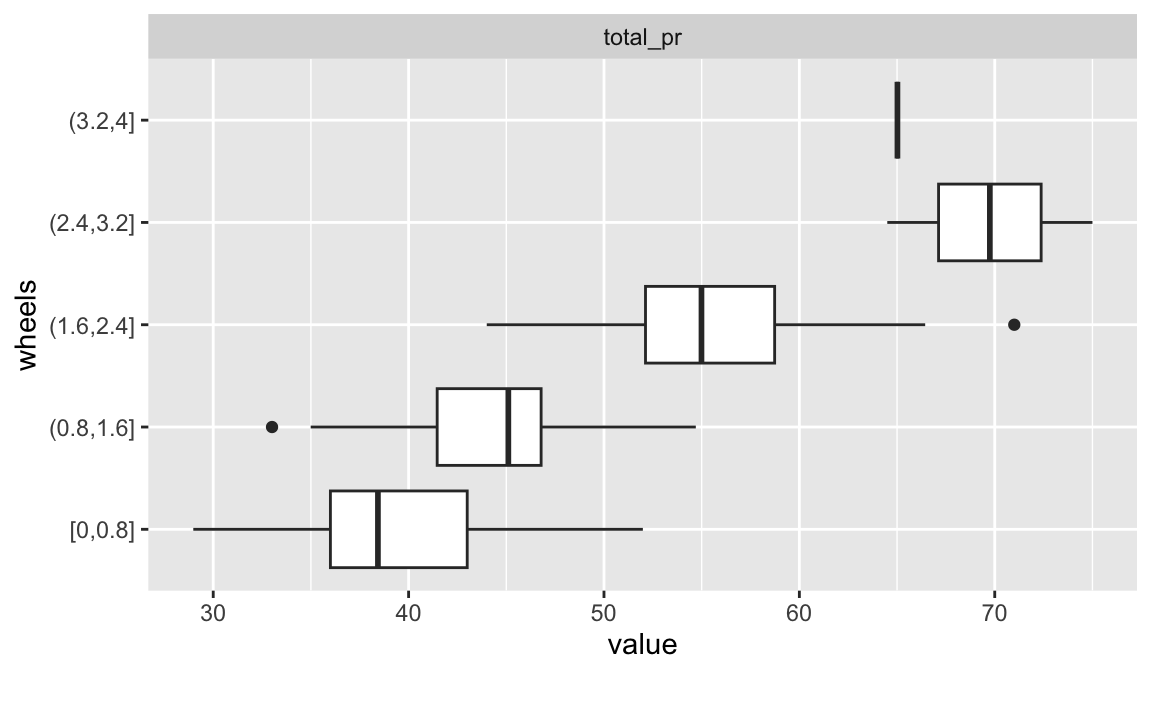 total_pr
wheels
(3.2,4]
(2.4,3.2]
(1.6,2.4]
(0.8,1.6]
[0,0.8]
30 40 50 60 70
value